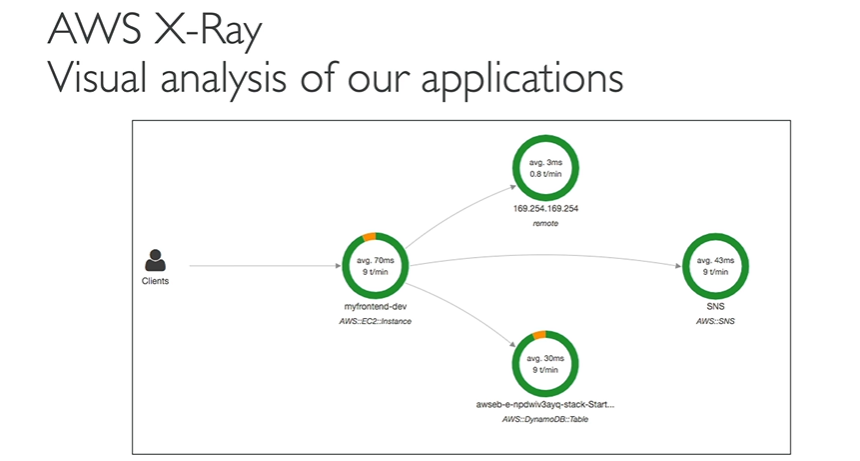 AWS X-Ray
Visual analysis of our applications
avg. 3ms
0.8 t/min
169.254.169.254
remote
Clients
avg. 70ms
9 t/min
myfrontend-dev
AWS::EC2::Instance
avg. 43ms
9 t/min
SNS
AWS::SNS
avg. 30ms
9 t/min
awseb-e-npdwiv3ayq-stack-Start...
AWS::DynamoDB::Table